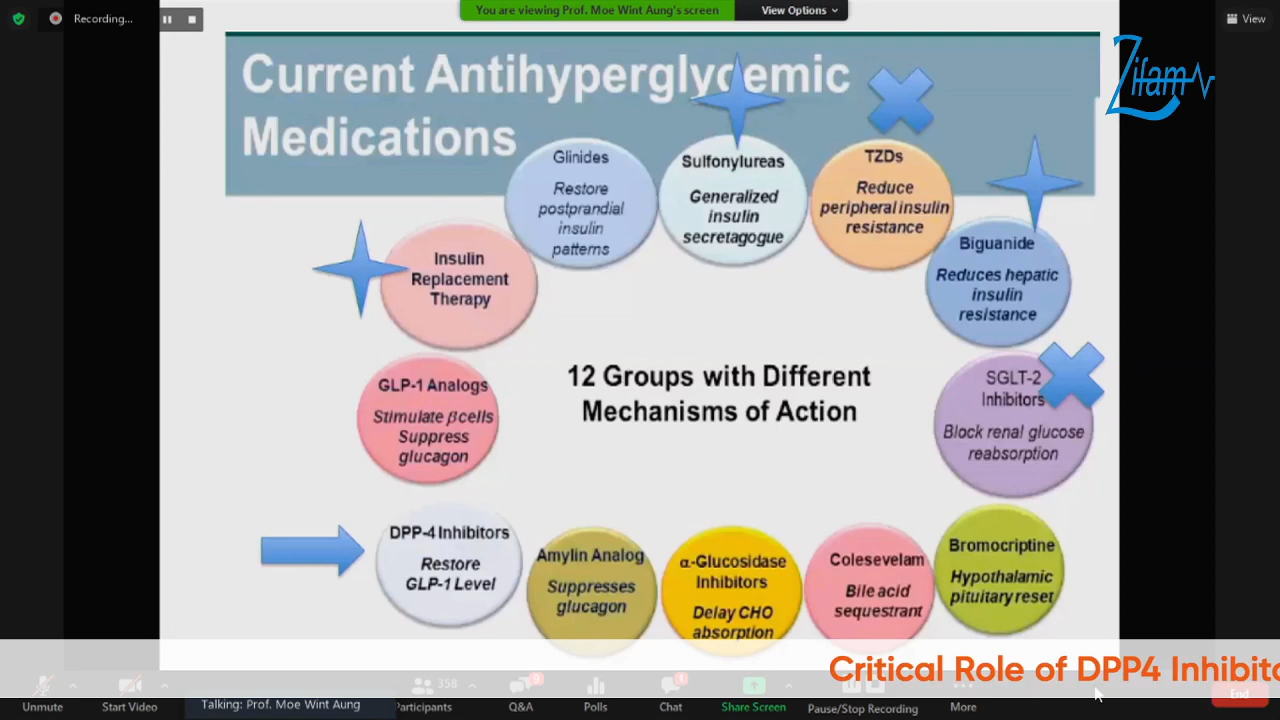 Recording...
You are viewing Prof. Moe Wint Aung's screen
View Options
View
Zifam
Current Antihyperglycemic
Medications
Glinides
Restore
postprandial
insulin
patterns
Sulfonylureas
Generalized
insulin
secretagogue
TZDs
Reduce
peripheral insulin
resistance
Biguanide
Reduces hepatic
insulin
resistance
Insulin
Replacement
Therapy
12 Groups with Different
Mechanisms of Action
SGLT-2
Inhibitors
Block renal glucose
reabsorption
GLP-1 Analogs
Stimulate βcells
Suppress
glucagon
DPP-4 Inhibitors
Restore
GLP-1 Level
Amylin Analog
Suppresses
glucagon
α-Glucosidase
Inhibitors
Delay CHO
absorption
Colesevelam
Bile acid
sequestrant
Bromocriptine
Hypothalamic
pituitary reset
Critical Role of DPP4 Inhibito
358
9
1
End
Unmute
Start Video
Talking: Prof. Moe Wint Aung
Participants
Q&A
Polls
Chat
Share Screen
Pause/Stop Recording
More